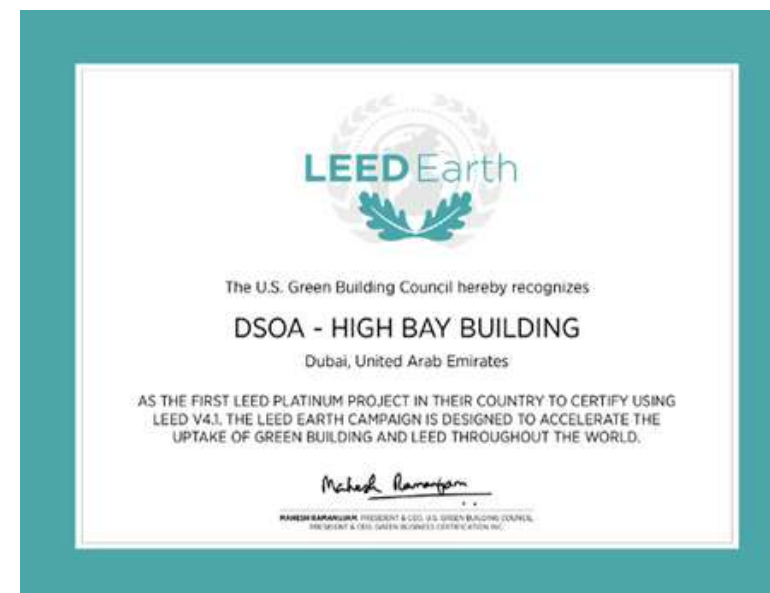 LEED Earth
The U.S. Green Building Council hereby recognizes
DSOA - HIGH BAY BUILDING
Dubai, United Arab Emirates
AS THE FIRST LEED PLATINUM PROJECT IN THEIR COUNTRY TO CERTIFY USING
LEED V4.1. THE LEED EARTH CAMPAIGN IS DESIGNED TO ACCELERATE THE
UPTAKE OF GREEN BUILDING AND LEED THROUGHOUT THE WORLD.
Mahesh Ramanujam
MAHESH RAMANUJAM, PRESIDENT & CEO, U.S. GREEN BUILDING COUNCIL,
PRESIDENT & CEO, GREEN BUSINESS CERTIFICATION INC.